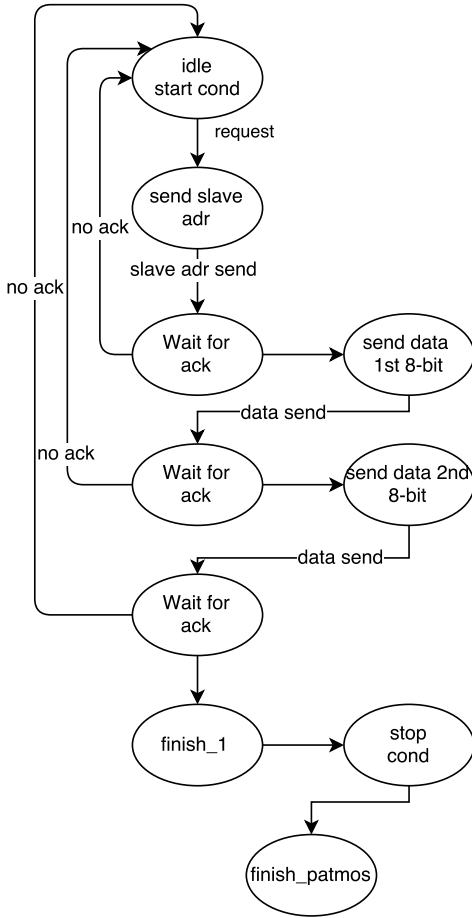 idle
start cond
request
send slave
adr
no ack
slave adr send
no ack
Wait for
ack
send data
1st 8-bit
data send
no ack
Wait for
ack
send data 2nd
8-bit
data send
Wait for
ack
finish_1
stop
cond
finish_patmos